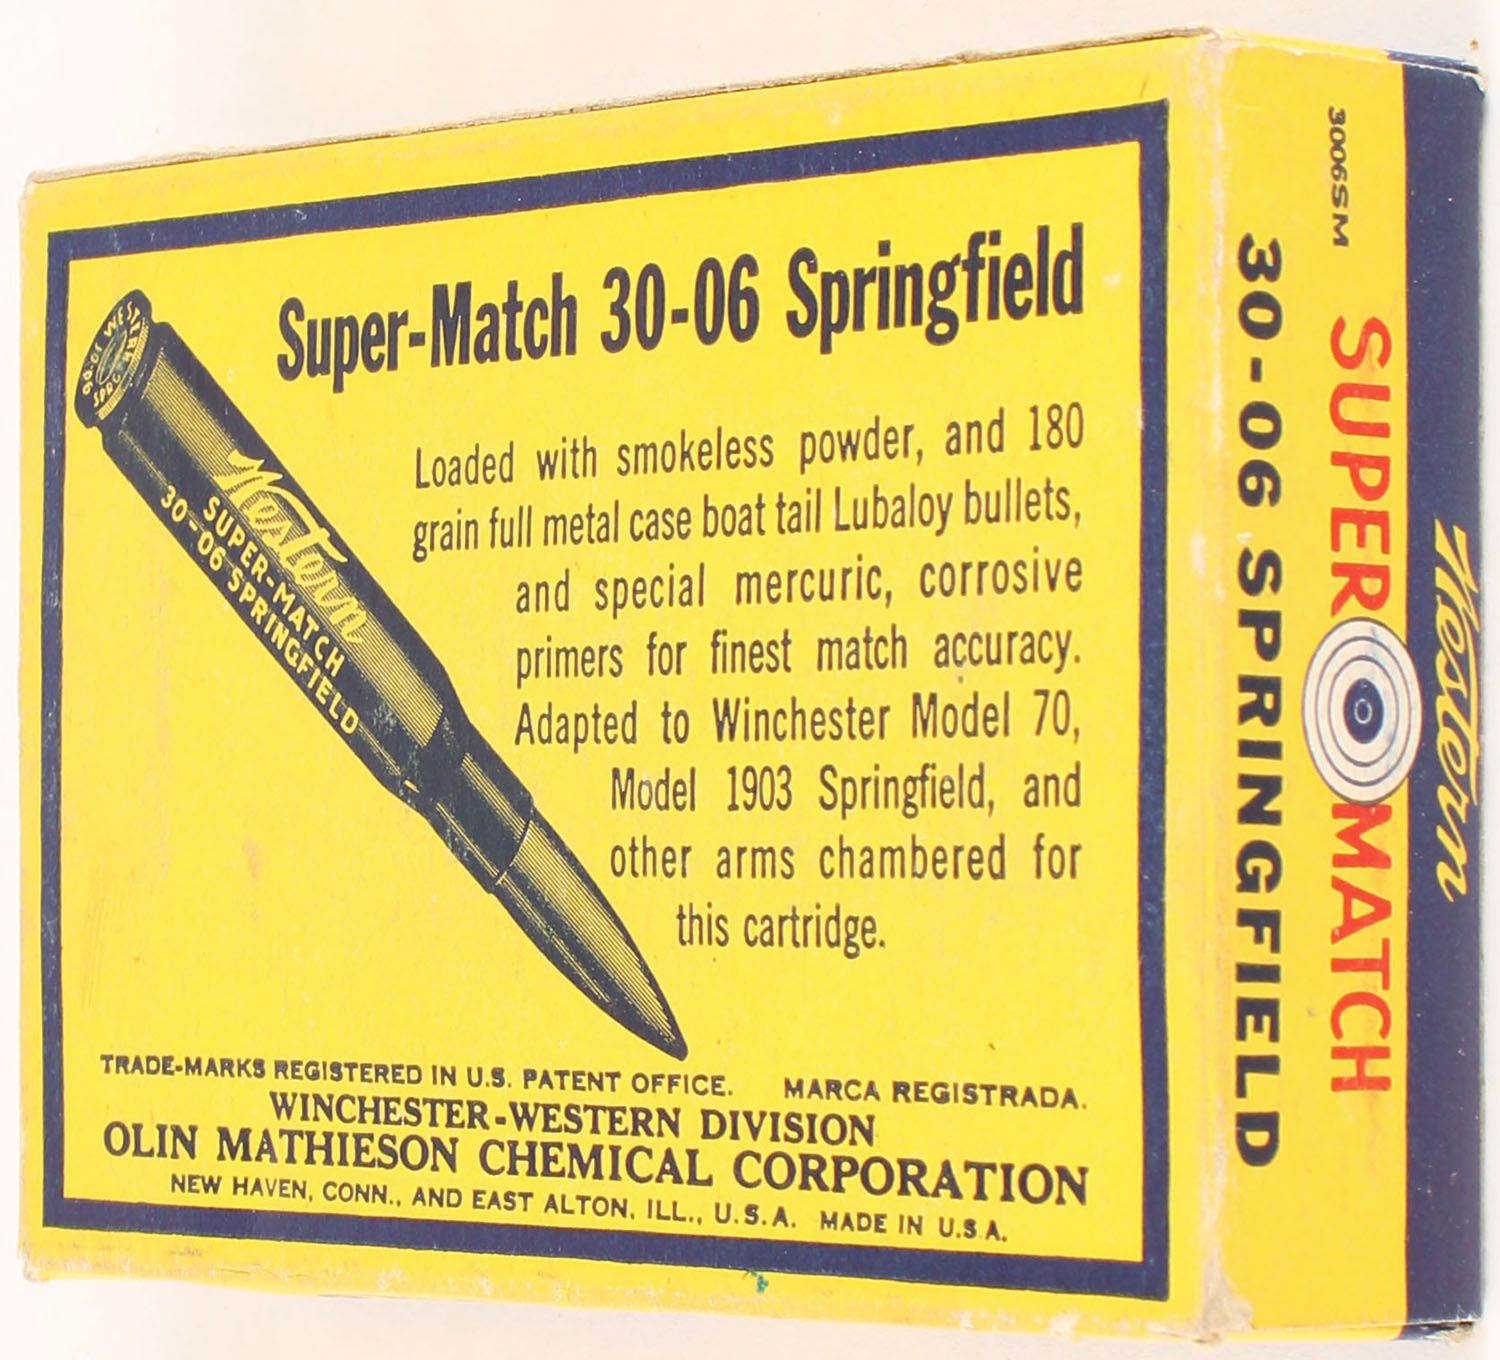 Super-Match 30-06 Springfield
Loaded with smokeless powder, and 180
grain full metal case boat tail Lubaloy bullets,
and special mercuric, corrosive
primers for finest match accuracy.
Adapted to Winchester Model 70,
Model 1903 Springfield, and
other arms chambered for
this cartridge.
WESTERN
30-06 SPRG
Western
SUPER-MATCH
30-06 SPRINGFIELD
TRADE-MARKS REGISTERED IN U.S. PATENT OFFICE. MARCA REGISTRADA.
WINCHESTER-WESTERN DIVISION
OLIN MATHIESON CHEMICAL CORPORATION
NEW HAVEN, CONN., AND EAST ALTON, ILL., U.S.A. MADE IN U.S.A.
Western
3006SM
SUPER MATCH
30-06 SPRINGFIELD